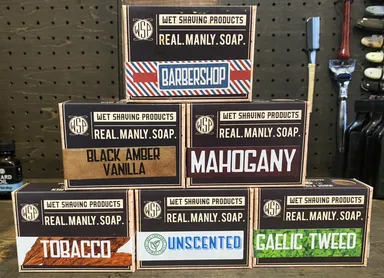 WSP
WET SHAVING PRODUCTS
REAL.MANLY.SOAP.
BARBERSHOP
WSP
WET SHAVING PRODUCTS
REAL.MANLY.SOAP.
BLACK AMBER
VANILLA
WSP
WET SHAVING PRODUCTS
REAL.MANLY.SOAP.
MAHOGANY
WSP
WET SHAVING PRODUCTS
REAL.MANLY.SOAP.
TOBACCO
WSP
WET SHAVING PRODUCTS
REAL.MANLY.SOAP.
UNSCENTED
WSP
WET SHAVING PRODUCTS
REAL.MANLY.SOAP.
GAELIC TWEED
OIL